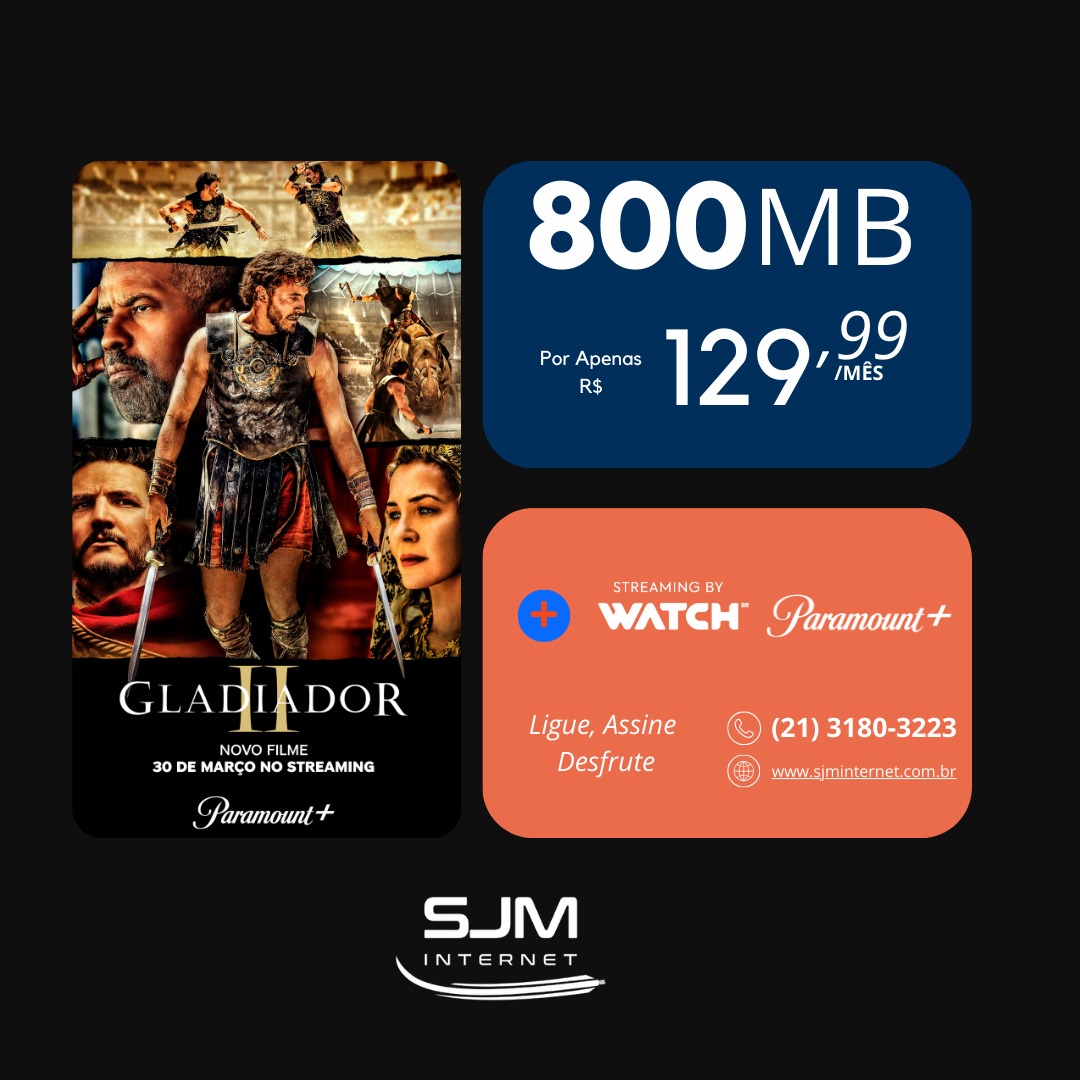 GLADIADOR
II
NOVO FILME
30 DE MARÇO NO STREAMING
Paramount+
800MB
Por Apenas
R$
129,99
/MÊS
+
STREAMING BY
WATCH
Paramount+
Ligue, Assine
Desfrute
(21) 3180-3223
www.sjminternet.com.br
SJM
INTERNET